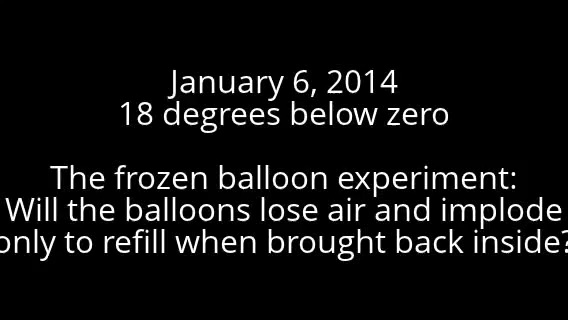 January 6, 2014
18 degrees below zero
The frozen balloon experiment:
Will the balloons lose air and implode
only to refill when brought back inside?